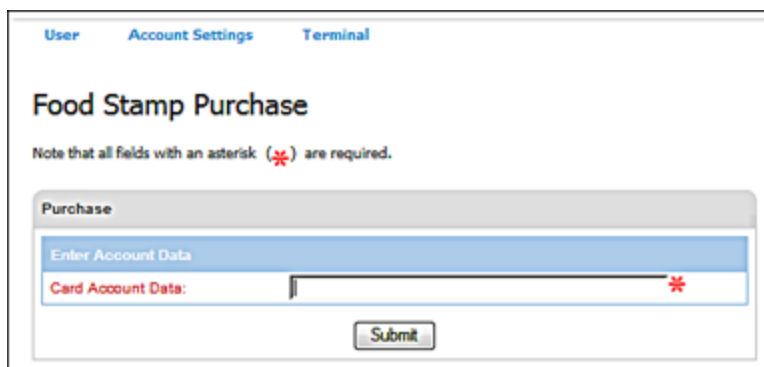 User Account Settings Terminal
Food Stamp Purchase
Note that all fields with an asterisk (*) are required.
Purchase
Enter Account Data
Card Account Data: *
Submit